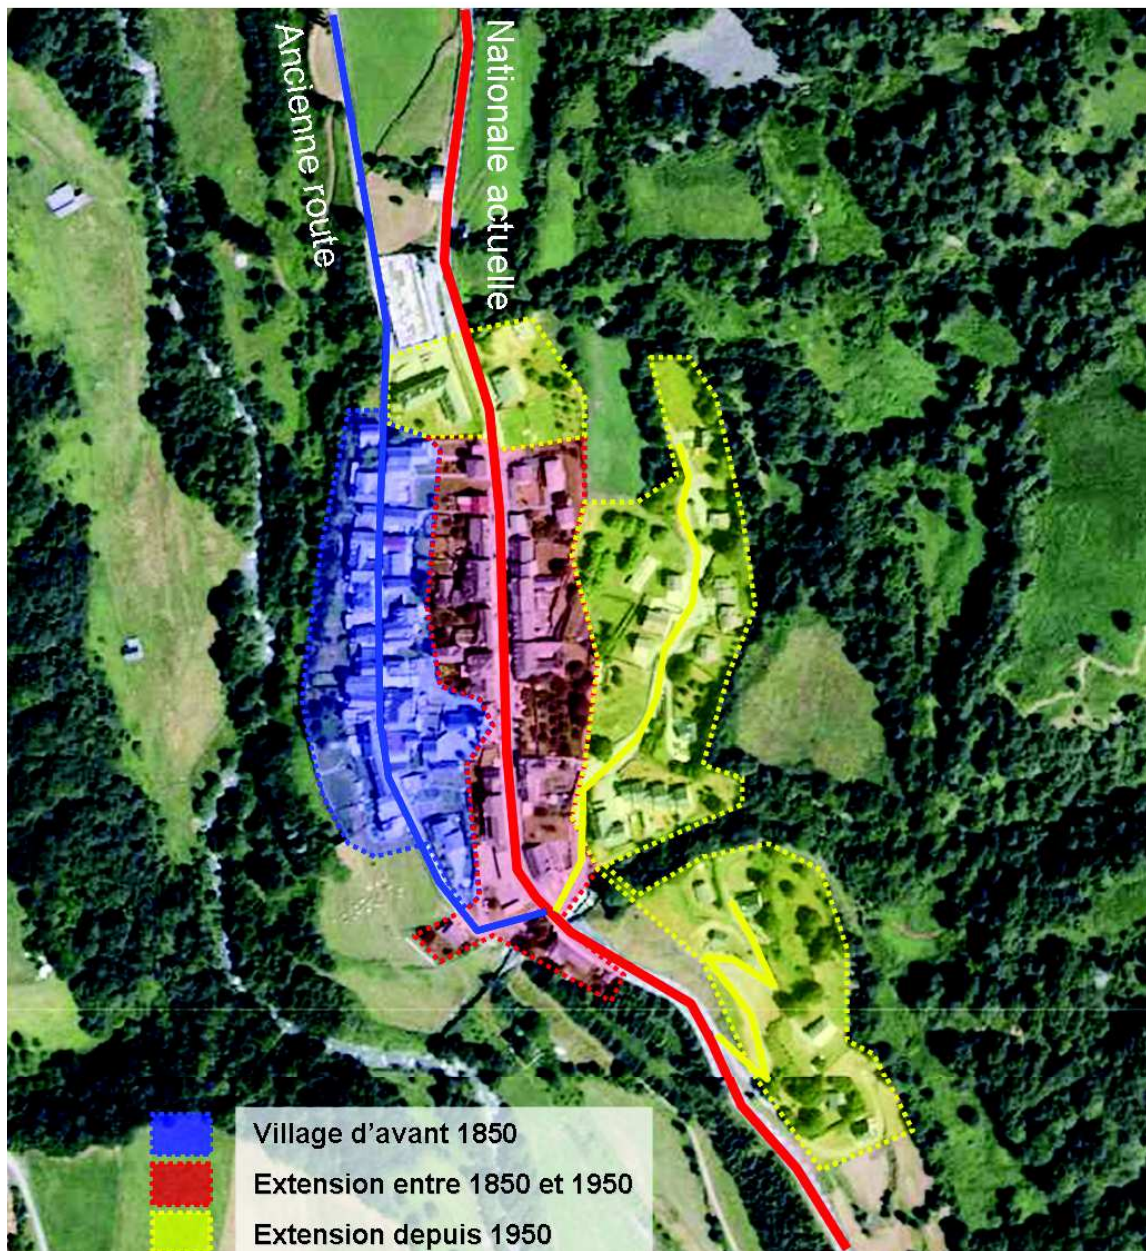 Ancienne route
Nationale actuelle
Village d'avant 1850
Extension entre 1850 et 1950
Extension depuis 1950